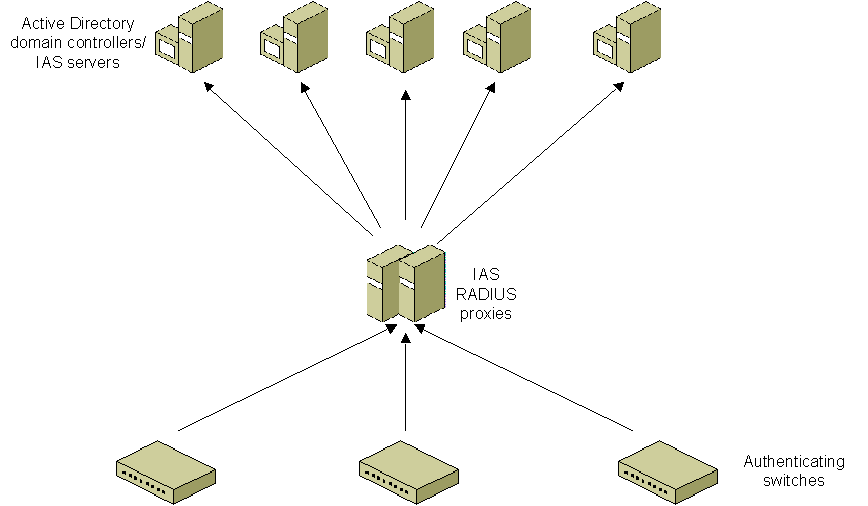 Active Directory
domain controllers/
IAS servers
IAS
RADIUS
proxies
Authenticating
switches